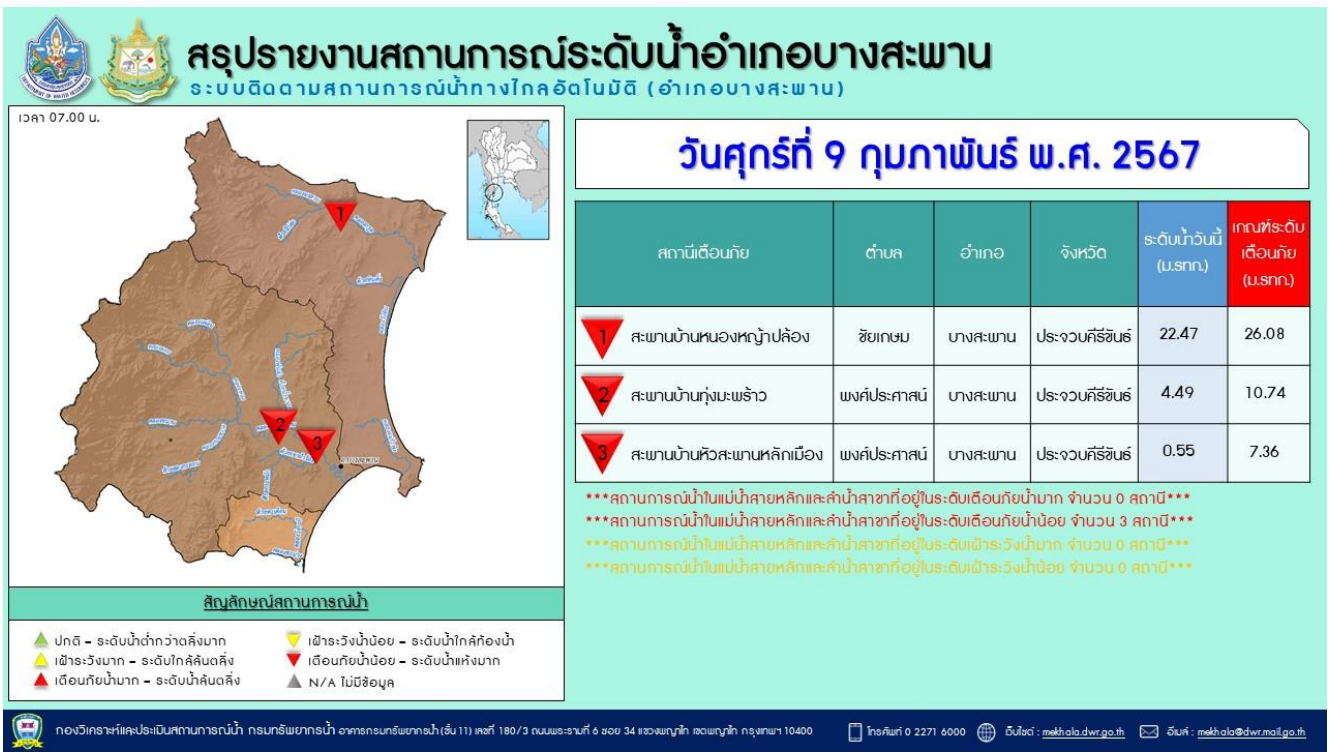 สรุปรายงานสถานการณ์ระดับน้ำอำเภอบางสะพาน
ระบบติดตามสถานการณ์น้ำทางไกลอัตโนมัติ (อำเภอบางสะพาน)
เวลา 07.00 น.
1
2
3
วันศุกร์ที่ 9 กุมภาพันธ์ พ.ศ. 2567
สถานีเตือนภัย ตำบล อำเภอ จังหวัด ระดับน้ำวันนี้ (ม.รทก.) เกณฑ์ระดับเตือนภัย (ม.รทก.)
1 สะพานบ้านหนองหญ้าปล้อง ชัยเกษม บางสะพาน ประจวบคีรีขันธ์ 22.47 26.08
2 สะพานบ้านทุ่งมะพร้าว พงศ์ประศาสน์ บางสะพาน ประจวบคีรีขันธ์ 4.49 10.74
3 สะพานบ้านหัวสะพานหลักเมือง พงศ์ประศาสน์ บางสะพาน ประจวบคีรีขันธ์ 0.55 7.36
***สถานการณ์น้ำในแม่น้ำสายหลักและลำน้ำสาขาที่อยู่ในระดับเตือนภัยน้ำมาก จำนวน 0 สถานี***
***สถานการณ์น้ำในแม่น้ำสายหลักและลำน้ำสาขาที่อยู่ในระดับเตือนภัยน้ำน้อย จำนวน 3 สถานี***
***สถานการณ์น้ำในแม่น้ำสายหลักและลำน้ำสาขาที่อยู่ในระดับเฝ้าระวังน้ำมาก จำนวน 0 สถานี***
***สถานการณ์น้ำในแม่น้ำสายหลักและลำน้ำสาขาที่อยู่ในระดับเฝ้าระวังน้ำน้อย จำนวน 0 สถานี***
สัญลักษณ์สถานการณ์น้ำ
ปกติ - ระดับน้ำต่ำกว่าตลิ่งมาก
เฝ้าระวังมาก - ระดับใกล้ล้นตลิ่ง
เตือนภัยน้ำมาก - ระดับน้ำล้นตลิ่ง
เฝ้าระวังน้ำน้อย - ระดับน้ำใกล้ท้องน้ำ
เตือนภัยน้ำน้อย - ระดับน้ำแห้งมาก
N/A ไม่มีข้อมูล
กองวิเคราะห์และประเมินสถานการณ์น้ำ กรมทรัพยากรน้ำ อาคารกรมทรัพยากรน้ำ (ชั้น 11) เลขที่ 180/3 ถนนพระรามที่ 6 ซอย 34 แขวงพญาไท เขตพญาไท กรุงเทพฯ 10400 โทรศัพท์ 0 2271 6000 เว็บไซต์ : mekhala.dwr.go.th อีเมล์ : mekhala@dwr.mail.go.th